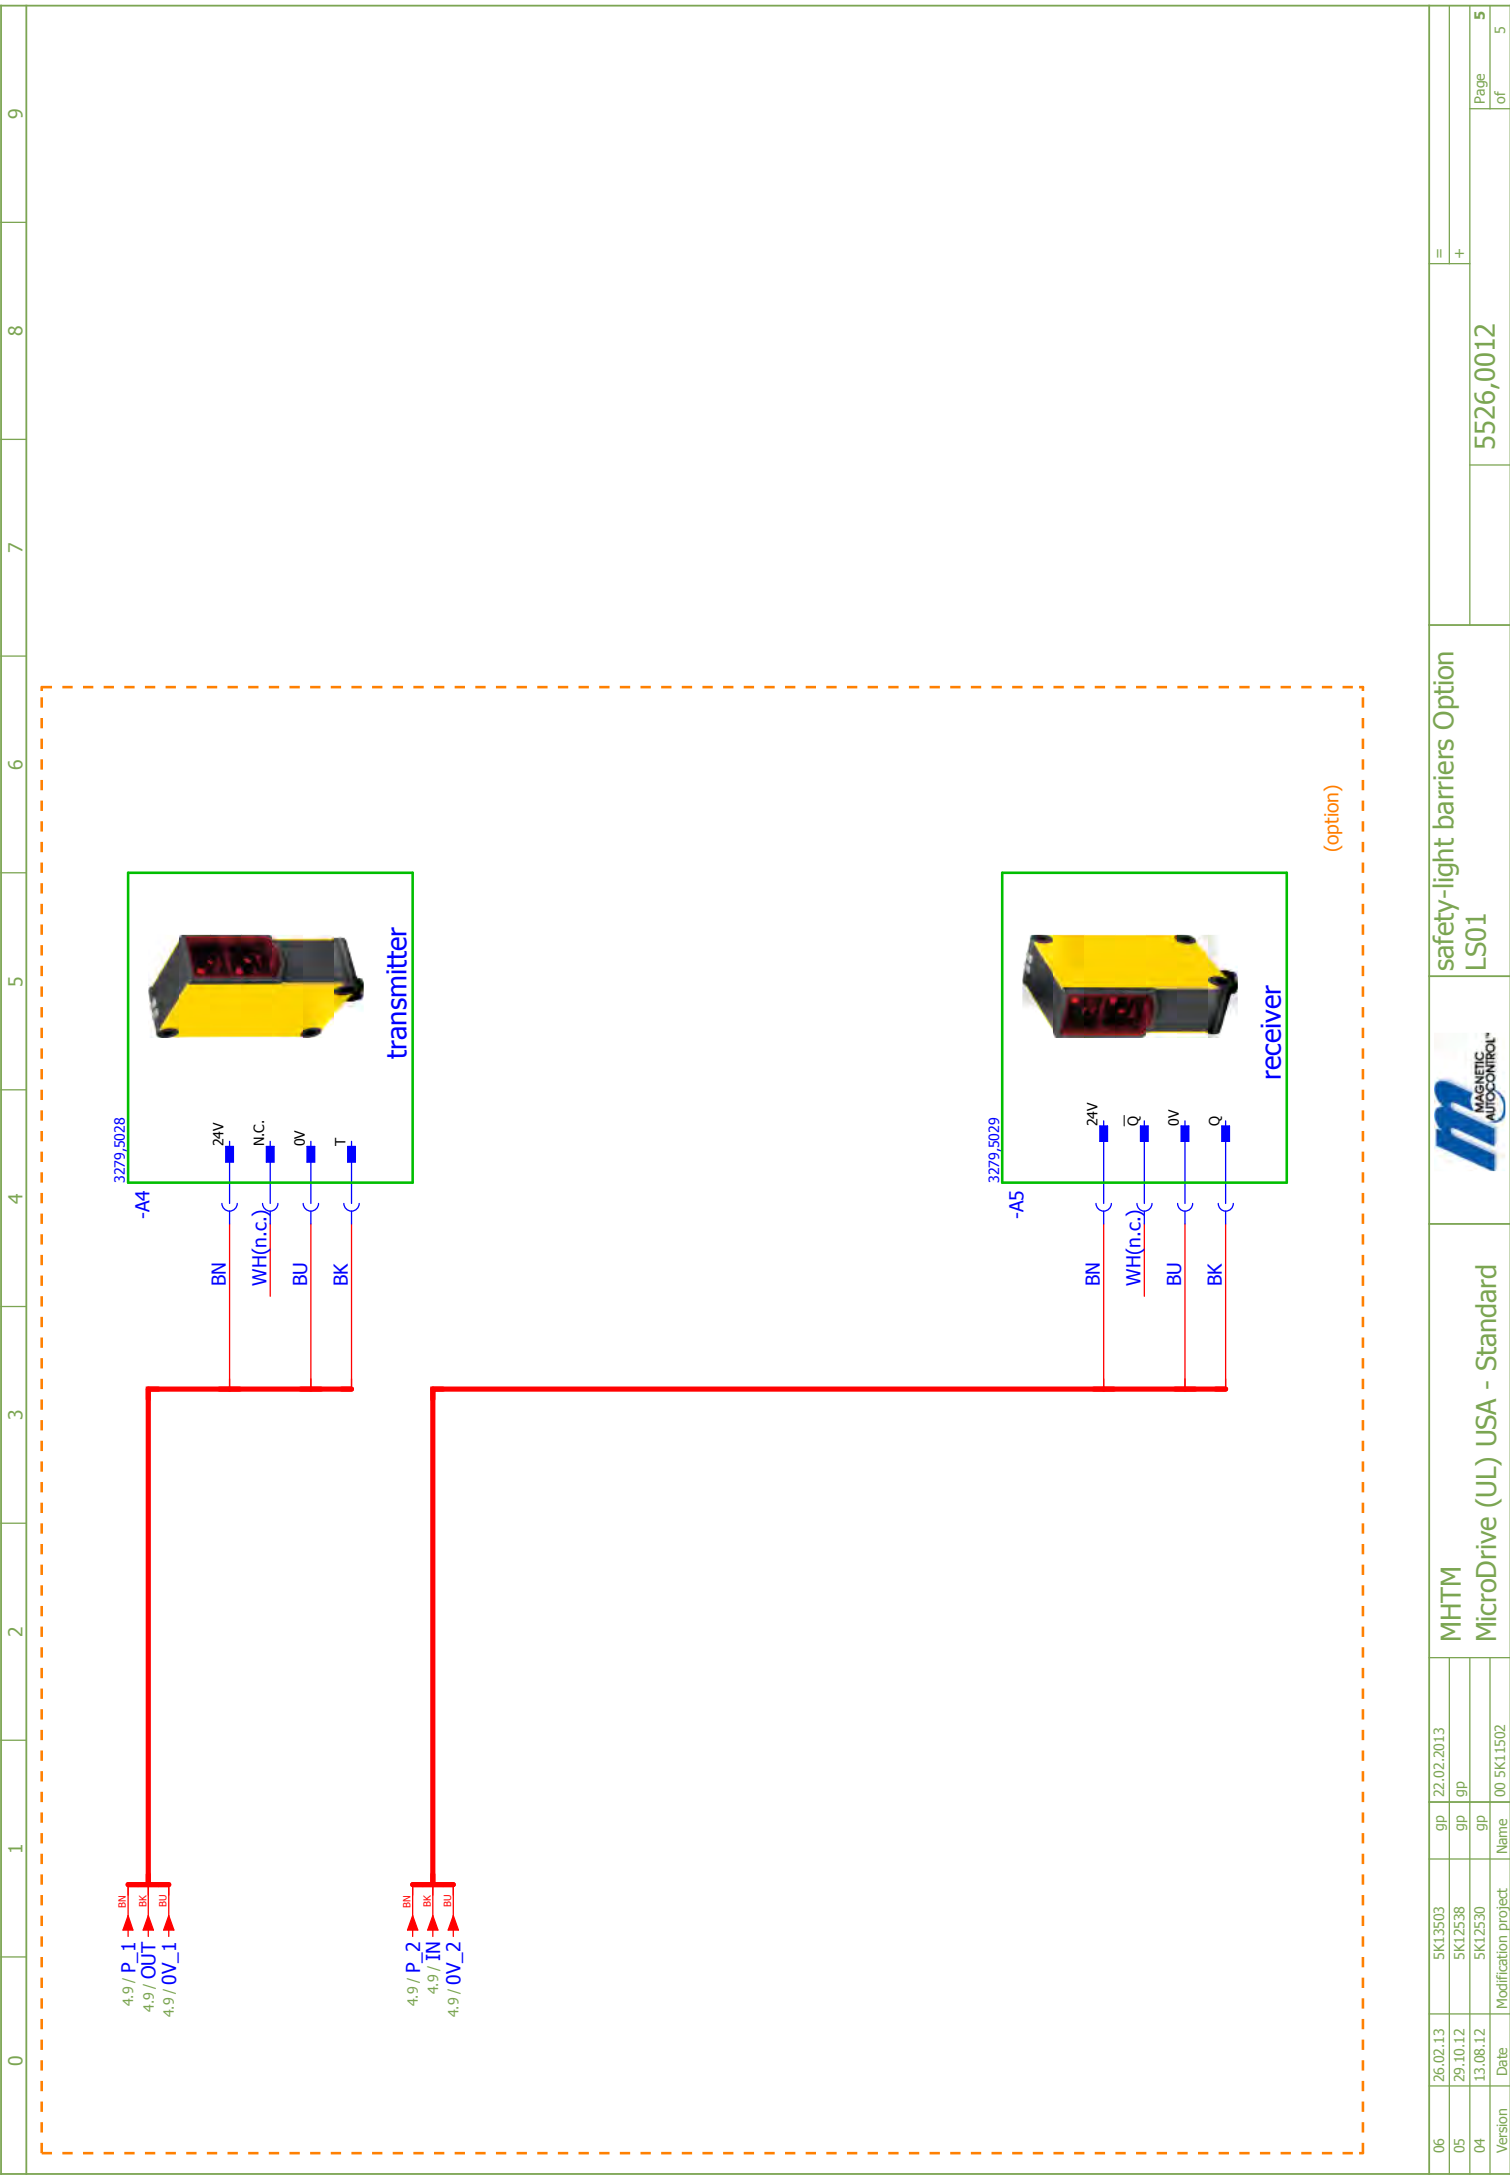 0 1 2 3 4 5 6 7 8 9
4.9 / P_1 BN
4.9 / OUT BK
4.9 / 0V_1 BU
BN
WH(n.c.)
BU
BK
-A4
3279,5028
24V
N.C.
0V
T
transmitter
4.9 / P_2 BN
4.9 / IN BK
4.9 / 0V_2 BU
BN
WH(n.c.)
BU
BK
-A5
3279,5029
24V
Q̅
0V
Q
receiver
(option)
06 26.02.13 5K13503 gp 22.02.2013
05 29.10.12 5K12538 gp gp
04 13.08.12 5K12530 gp
Version Date Modification project Name 00 5K11502
MHTM
MicroDrive (UL) USA - Standard
m
MAGNETIC
AUTOCONTROL™
safety-light barriers Option
LS01
=
+
5526,0012
Page 5
of 5